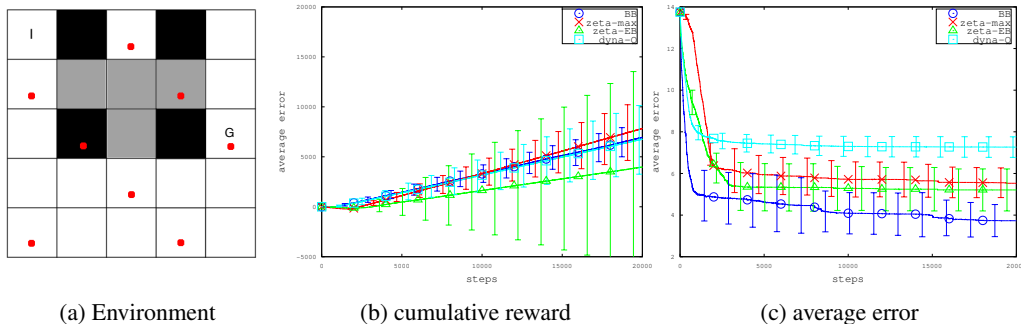 I
G
(a) Environment
BB
zeta-max
zeta-EB
dyna-Q
20000
15000
10000
5000
0
-5000
average error
0 5000 10000 15000 20000
steps
(b) cumulative reward
BB
zeta-max
zeta-EB
dyna-Q
14
12
10
8
6
4
2
average error
0 5000 10000 15000 2000
steps
(c) average error